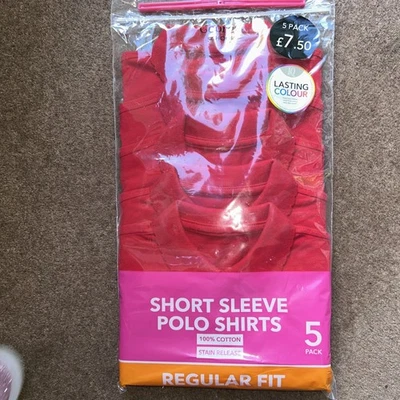 5 PACK
£7.50
LASTING
COLOUR
SHORT SLEEVE
POLO SHIRTS
100% COTTON
STAIN RELEASE
5
PACK
REGULAR FIT